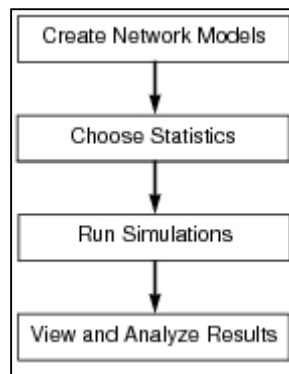 Create Network Models
Choose Statistics
Run Simulations
View and Analyze Results